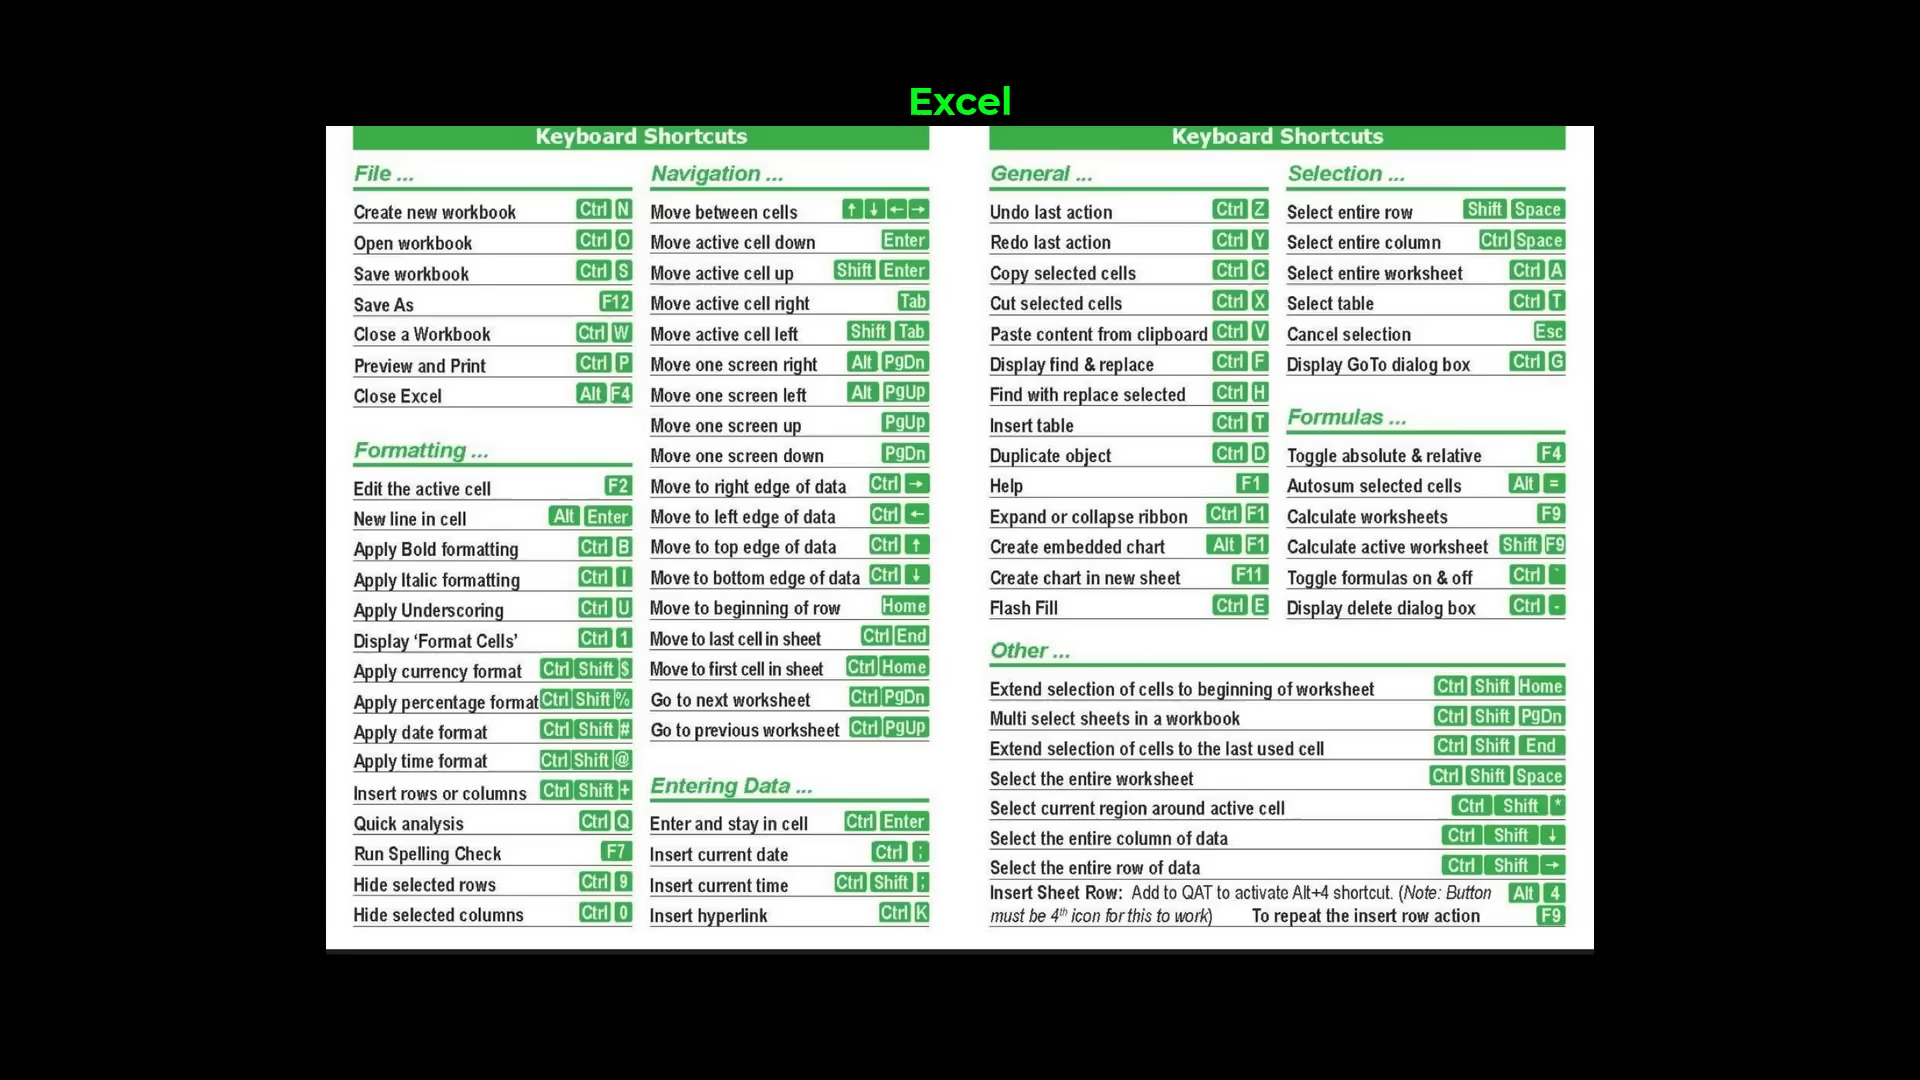 Excel
Keyboard Shortcuts
File ...
Create new workbook Ctrl N
Open workbook Ctrl O
Save workbook Ctrl S
Save As F12
Close a Workbook Ctrl W
Preview and Print Ctrl P
Close Excel Alt F4
Formatting ...
Edit the active cell F2
New line in cell Alt Enter
Apply Bold formatting Ctrl B
Apply Italic formatting Ctrl I
Apply Underscoring Ctrl U
Display ‘Format Cells’ Ctrl 1
Apply currency format Ctrl Shift $
Apply percentage format Ctrl Shift %
Apply date format Ctrl Shift #
Apply time format Ctrl Shift @
Insert rows or columns Ctrl Shift +
Quick analysis Ctrl Q
Run Spelling Check F7
Hide selected rows Ctrl 9
Hide selected columns Ctrl 0
Navigation ...
Move between cells ↑ ↓ ← →
Move active cell down Enter
Move active cell up Shift Enter
Move active cell right Tab
Move active cell left Shift Tab
Move one screen right Alt PgDn
Move one screen left Alt PgUp
Move one screen up PgUp
Move one screen down PgDn
Move to right edge of data Ctrl →
Move to left edge of data Ctrl ←
Move to top edge of data Ctrl ↑
Move to bottom edge of data Ctrl ↓
Move to beginning of row Home
Move to last cell in sheet Ctrl End
Move to first cell in sheet Ctrl Home
Go to next worksheet Ctrl PgDn
Go to previous worksheet Ctrl PgUp
Entering Data ...
Enter and stay in cell Ctrl Enter
Insert current date Ctrl ;
Insert current time Ctrl Shift ;
Insert hyperlink Ctrl K
Keyboard Shortcuts
General ...
Undo last action Ctrl Z
Redo last action Ctrl Y
Copy selected cells Ctrl C
Cut selected cells Ctrl X
Paste content from clipboard Ctrl V
Display find & replace Ctrl F
Find with replace selected Ctrl H
Insert table Ctrl T
Duplicate object Ctrl D
Help F1
Expand or collapse ribbon Ctrl F1
Create embedded chart Alt F1
Create chart in new sheet F11
Flash Fill Ctrl E
Selection ...
Select entire row Shift Space
Select entire column Ctrl Space
Select entire worksheet Ctrl A
Select table Ctrl T
Cancel selection Esc
Display GoTo dialog box Ctrl G
Formulas ...
Toggle absolute & relative F4
Autosum selected cells Alt =
Calculate worksheets F9
Calculate active worksheet Shift F9
Toggle formulas on & off Ctrl `
Display delete dialog box Ctrl -
Other ...
Extend selection of cells to beginning of worksheet Ctrl Shift Home
Multi select sheets in a workbook Ctrl Shift PgDn
Extend selection of cells to the last used cell Ctrl Shift End
Select the entire worksheet Ctrl Shift Space
Select current region around active cell Ctrl Shift *
Select the entire column of data Ctrl Shift ↓
Select the entire row of data Ctrl Shift →
Insert Sheet Row: Add to QAT to activate Alt+4 shortcut. (Note: Button Alt 4
must be 4th icon for this to work) To repeat the insert row action F9